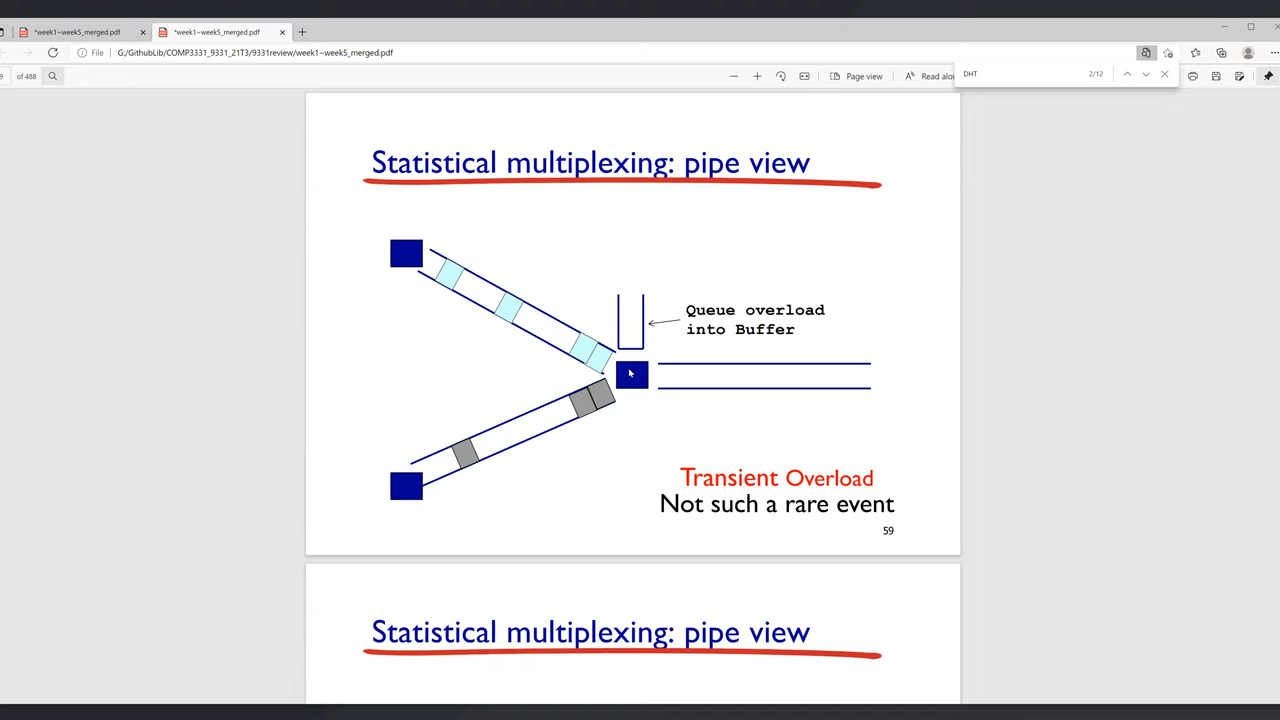 *week1~week5_merged.pdf
*week1~week5_merged.pdf
File G:/GithubLib/COMP3331_9331_21T3/9331review/week1~week5_merged.pdf
9 of 488
Page view
Read alou
DHT 2/12
Statistical multiplexing: pipe view
Queue overload
into Buffer
Transient Overload
Not such a rare event
59
Statistical multiplexing: pipe view